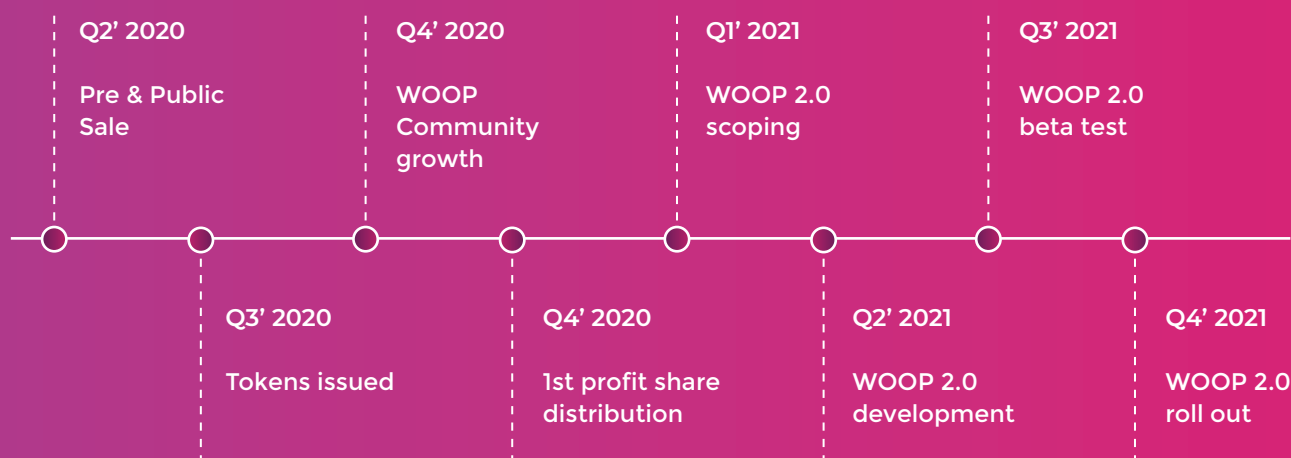 Q2’ 2020
Pre & Public
Sale
Q3’ 2020
Tokens issued
Q4’ 2020
WOOP
Community
growth
Q4’ 2020
1st profit share
distribution
Q1’ 2021
WOOP 2.0
scoping
Q2’ 2021
WOOP 2.0
development
Q3’ 2021
WOOP 2.0
beta test
Q4’ 2021
WOOP 2.0
roll out